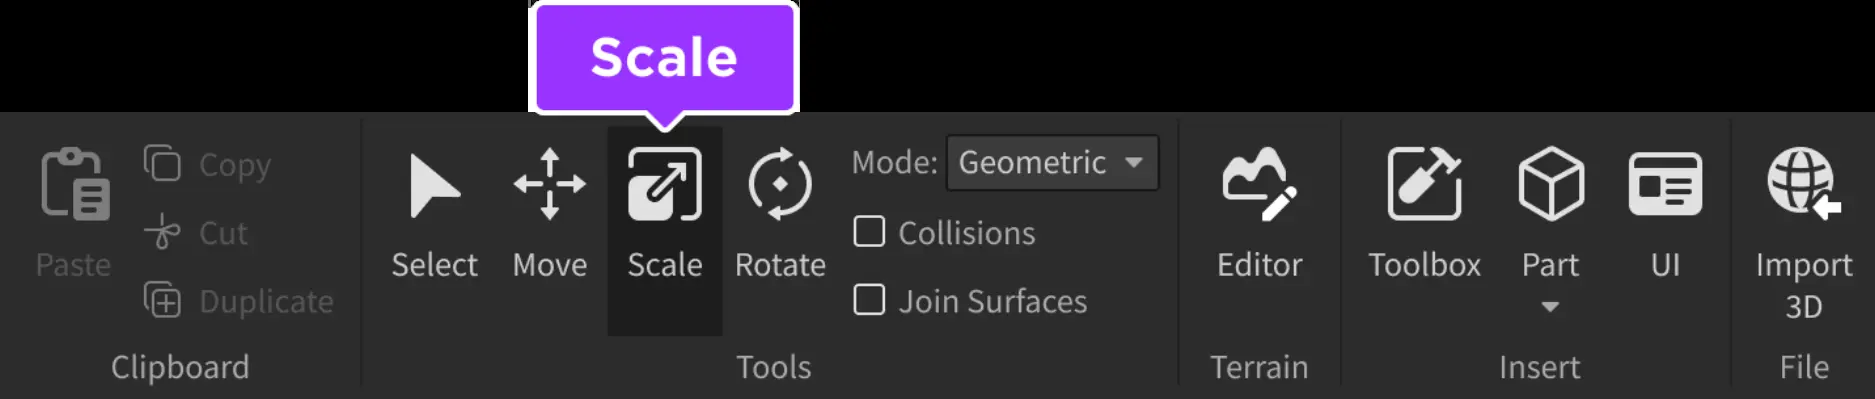 Scale
Paste
Copy
Cut
Duplicate
Clipboard
Select
Move
Scale
Rotate
Mode: Geometric
Collisions
Join Surfaces
Tools
Editor
Terrain
Toolbox
Part
UI
Insert
Import
3D
File